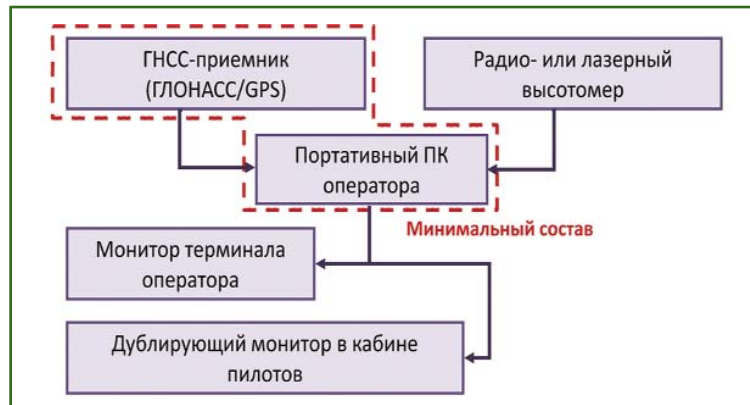 ГНСС-приемник
(ГЛОНАСС/GPS)
Радио- или лазерный
высотомер
Портативный ПК
оператора
Минимальный состав
Монитор терминала
оператора
Дублирующий монитор в кабине
пилотов